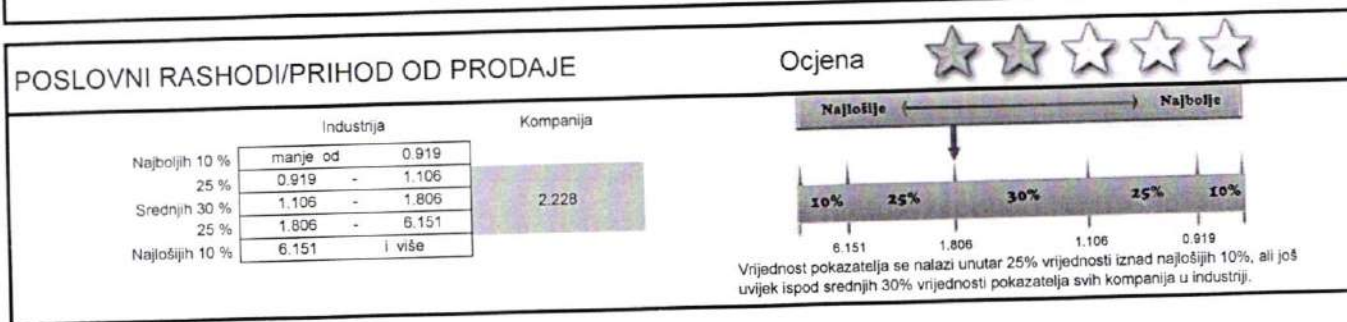 POSLOVNI RASHODI/PRIHOD OD PRODAJE Ocjena
Industrija Kompanija
Najboljih 10 % manje od 0.919
25 % 0.919 - 1.106
Srednjih 30 % 1.106 - 1.806
25 % 1.806 - 6.151
Najlošijih 10 % 6.151 i više
2.228
Najlošije Najbolje
10% 25% 30% 25% 10%
6.151 1.806 1.106 0.919
Vrijednost pokazatelja se nalazi unutar 25% vrijednosti iznad najlošijih 10%, ali još
uvijek ispod srednjih 30% vrijednosti pokazatelja svih kompanija u industriji.